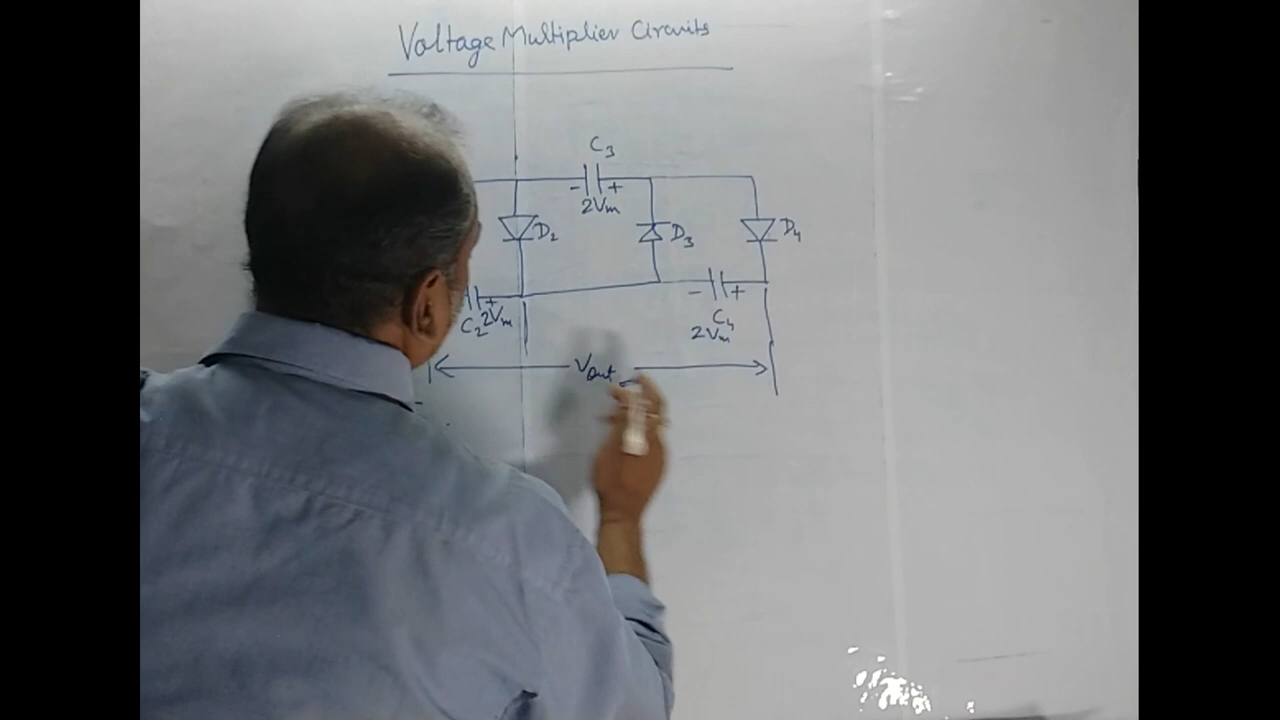 Voltage Multiplier Circuits
C3
- +
2Vm
D2 D3 D4
+ - +
C2 2Vm C4
2Vm
Vout